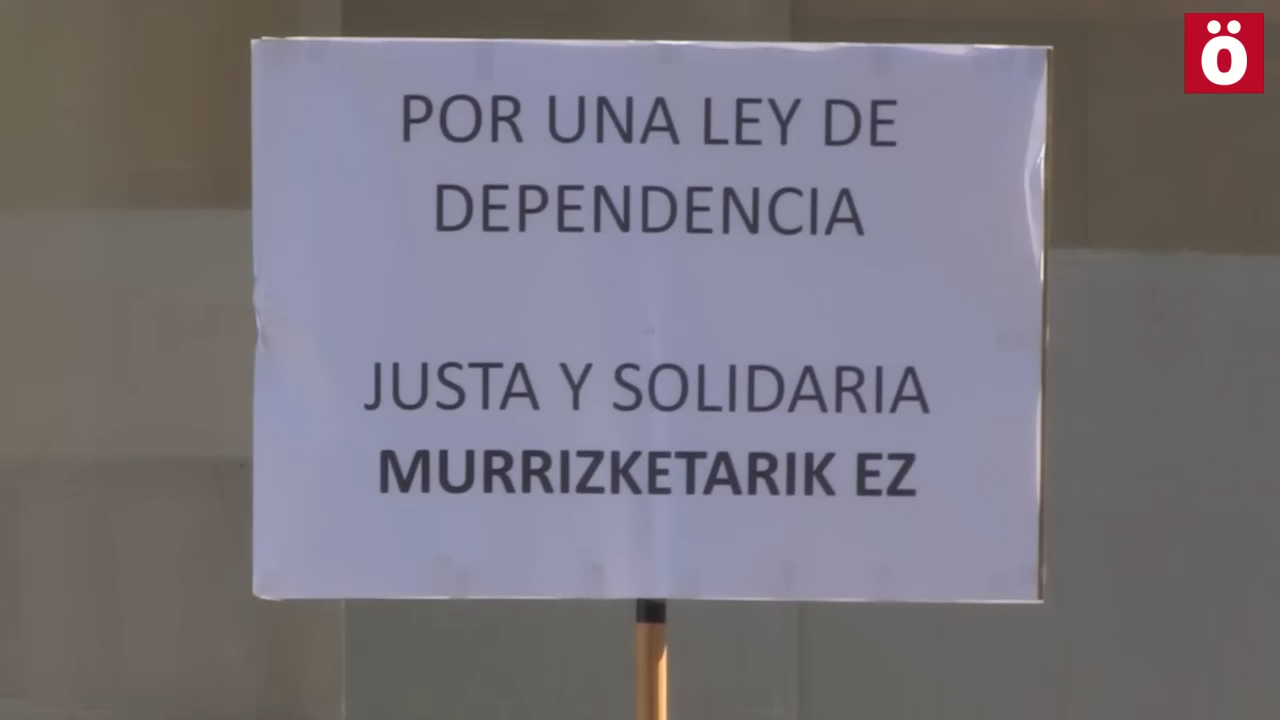 ö
POR UNA LEY DE
DEPENDENCIA
JUSTA Y SOLIDARIA
MURRIZKETARIK EZ